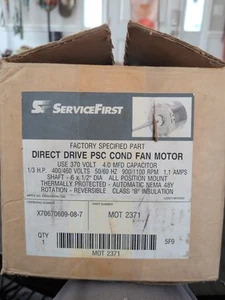 SERVICEFIRST
FACTORY SPECIFIED PART
DIRECT DRIVE PSC COND FAN MOTOR
USE 370 VOLT 4.0 MFD CAPACITOR
1/3 H.P. 400/460 VOLTS 50/60 HZ 900/1100 RPM 1.1 AMPS
SHAFT - 6 x 1/2" DIA ALL POSITION MOUNT
THERMALLY PROTECTED - AUTOMATIC NEMA 48Y
ROTATION - REVERSIBLE CLASS "B" INSULATION
X70670609-08-7
MOT 2371
QTY
1
5F9
MOT 2371